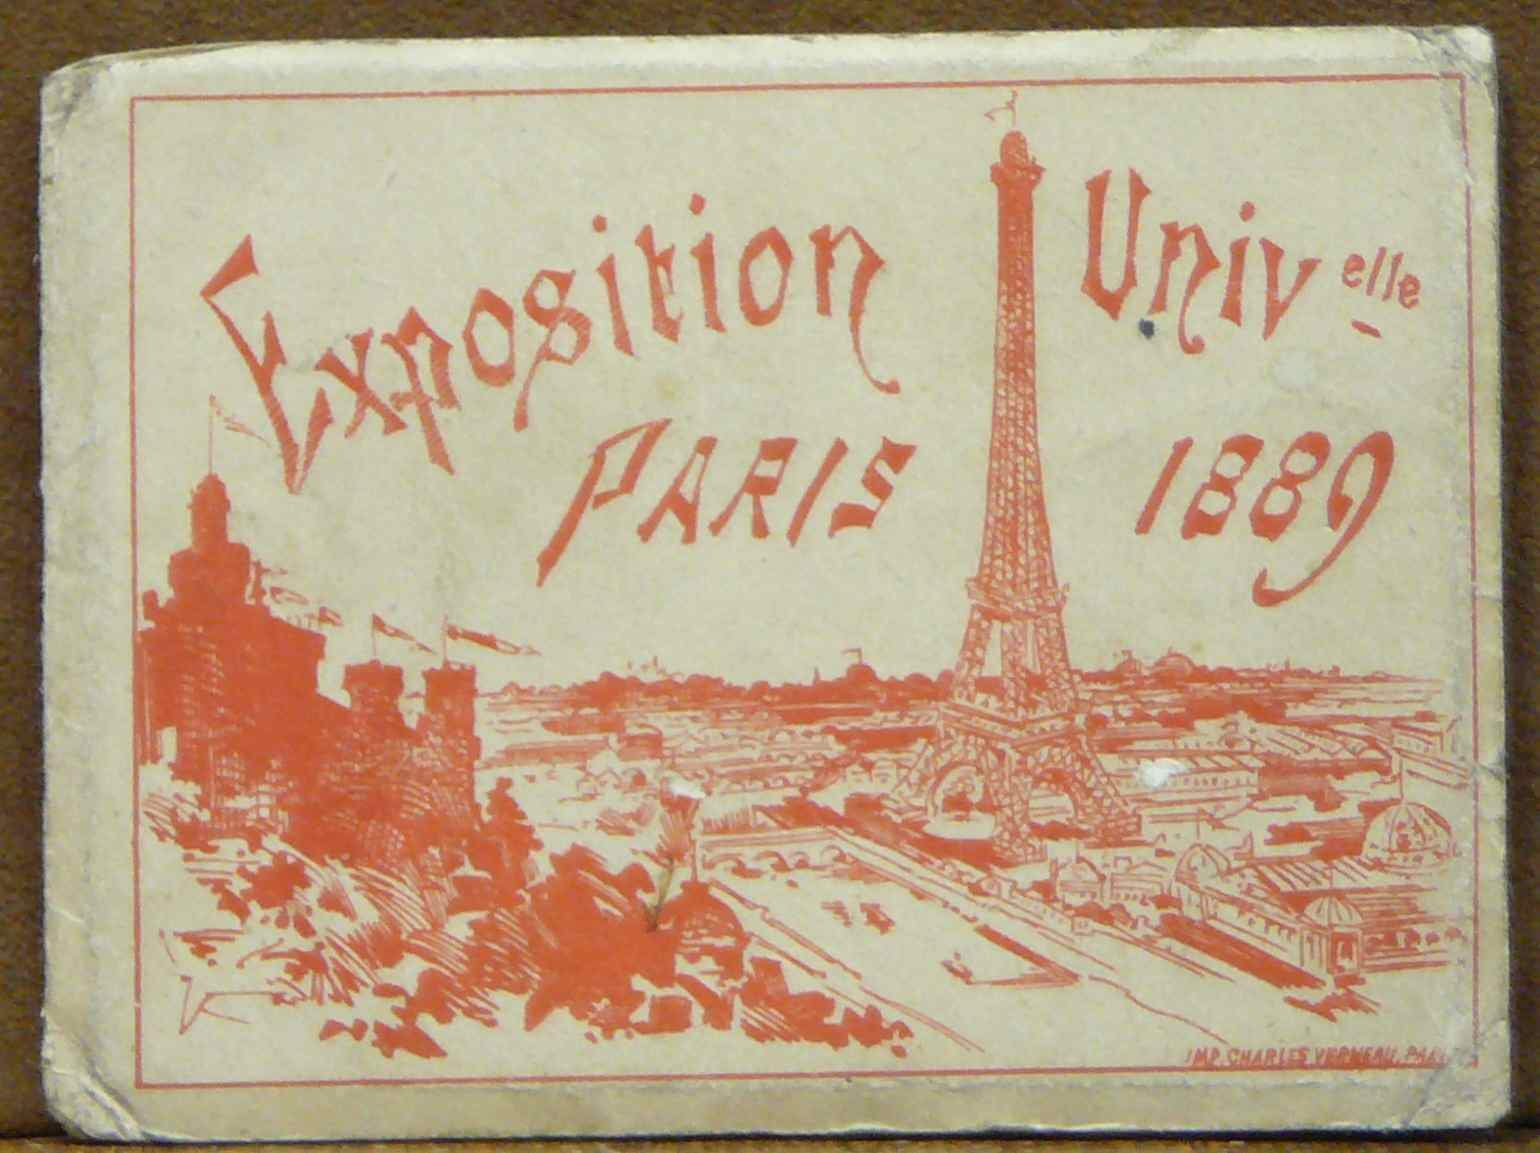 Exposition Univelle
PARIS 1889
IMP. CHARLES VERNEAU. PARIS